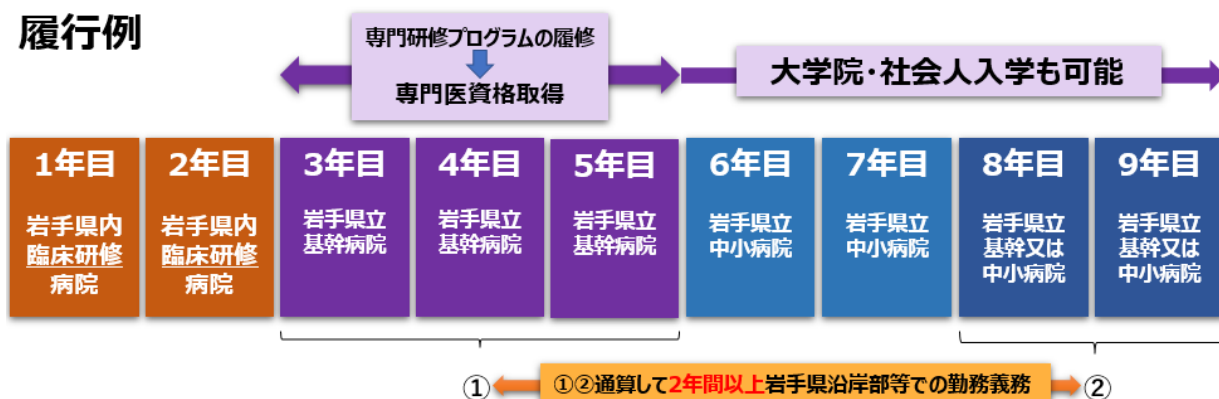 履行例
専門研修プログラムの履修
専門医資格取得
大学院・社会人入学も可能
1年目
岩手県内
臨床研修
病院
2年目
岩手県内
臨床研修
病院
3年目
岩手県立
基幹病院
4年目
岩手県立
基幹病院
5年目
岩手県立
基幹病院
6年目
岩手県立
中小病院
7年目
岩手県立
中小病院
8年目
岩手県立
基幹又は
中小病院
9年目
岩手県立
基幹又は
中小病院
①
①②通算して2年間以上岩手県沿岸部等での勤務義務
②